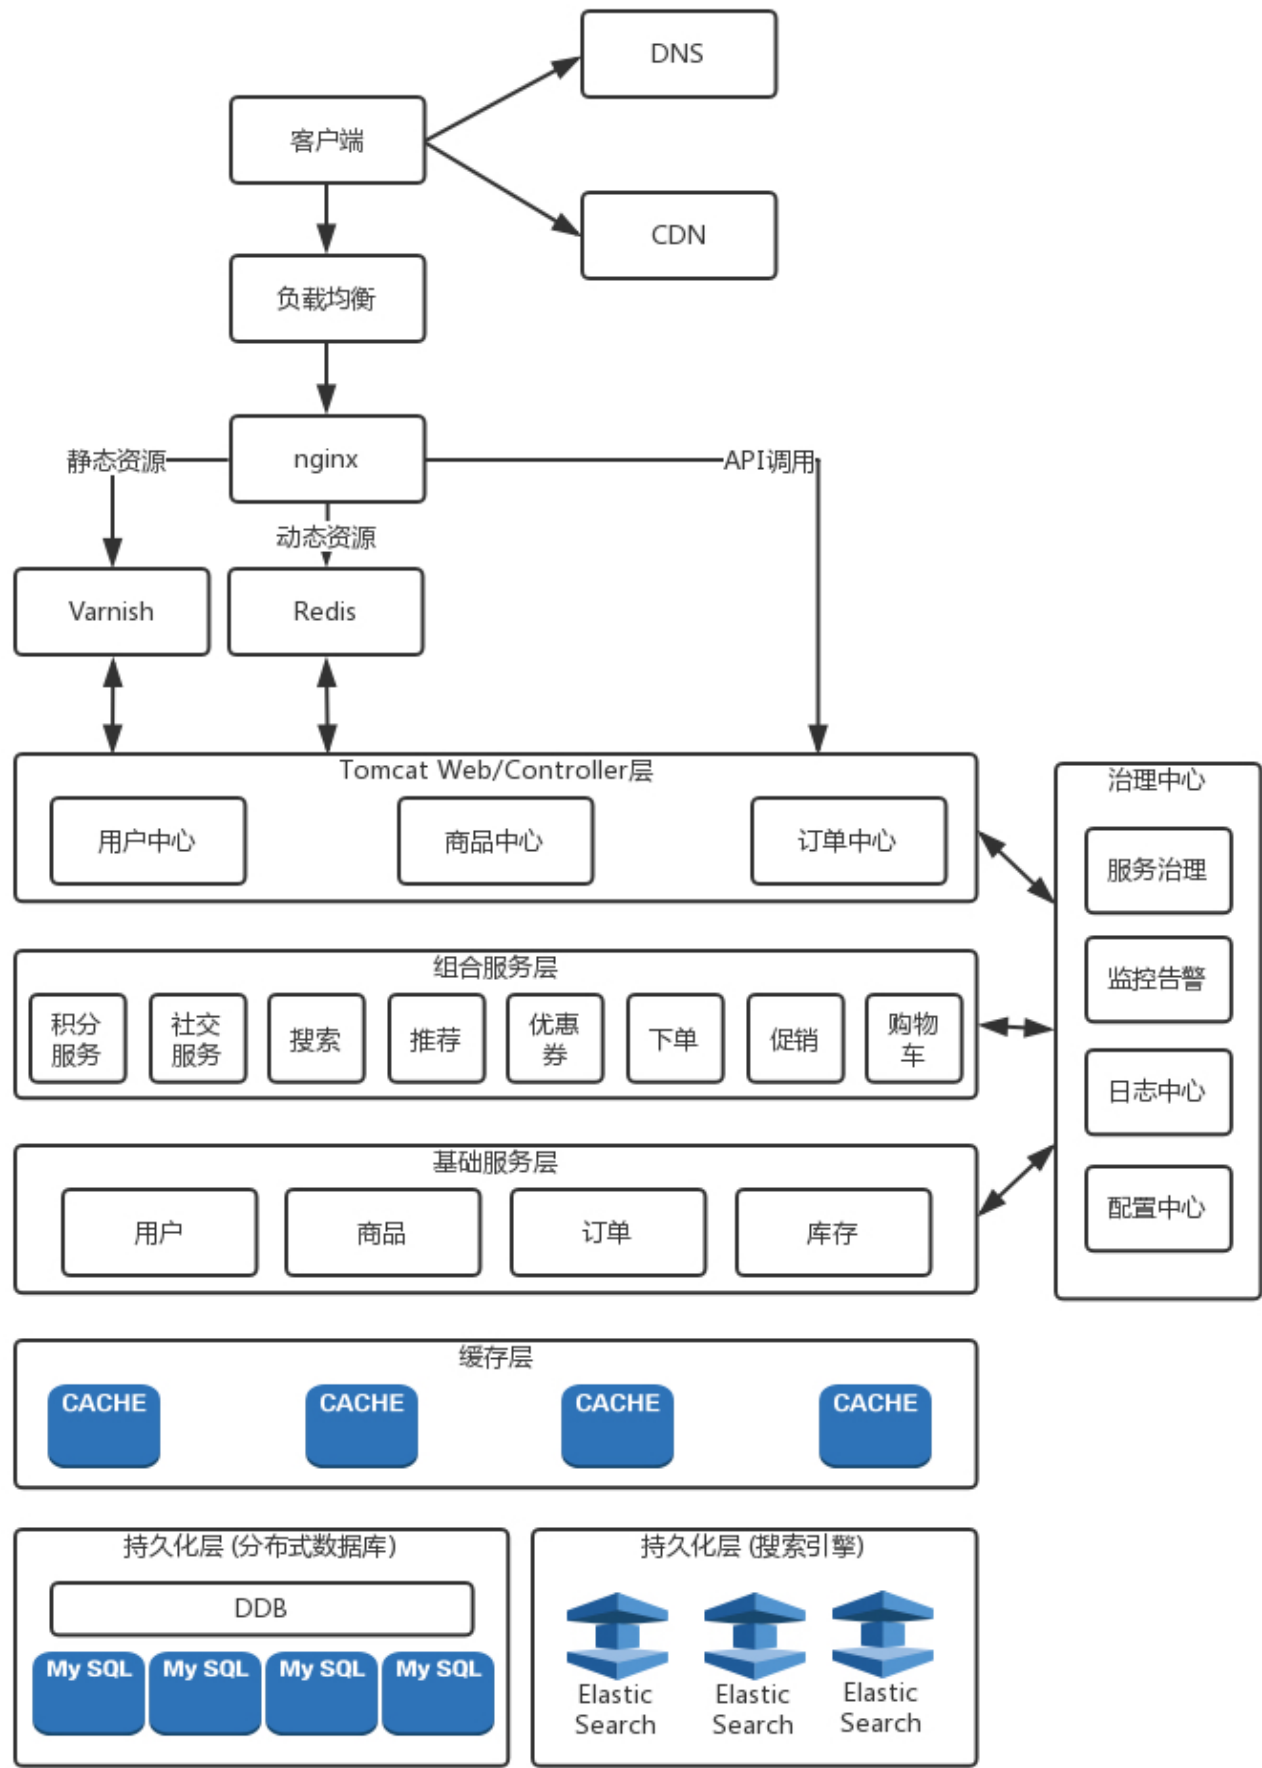 DNS
客户端
CDN
负载均衡
静态资源
nginx
API调用
动态资源
Varnish
Redis
Tomcat Web/Controller层
用户中心
商品中心
订单中心
治理中心
服务治理
监控告警
日志中心
配置中心
组合服务层
积分
服务
社交
服务
搜索
推荐
优惠
券
下单
促销
购物
车
基础服务层
用户
商品
订单
库存
缓存层
CACHE
CACHE
CACHE
CACHE
持久化层 (分布式数据库)
DDB
My SQL
My SQL
My SQL
My SQL
持久化层 (搜索引擎)
Elastic
Search
Elastic
Search
Elastic
Search